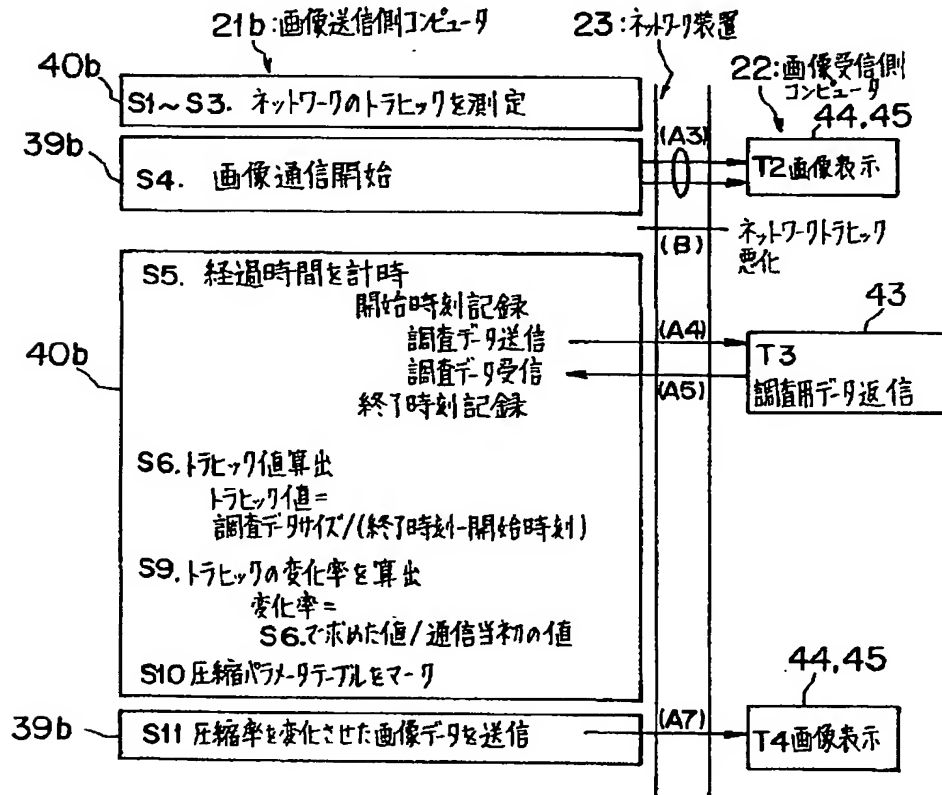 21b:画像送信側コンピュータ
23:ネットワーク装置
22:画像受信側
コンピュータ
40b
S1～S3. ネットワークのトラヒックを測定
39b
S4. 画像通信開始
(A3)
44,45
T2画像表示
(B)
ネットワークトラヒック
悪化
40b
S5. 経過時間を計時
開始時刻記録
調査データ送信
調査データ受信
終了時刻記録
(A4)
(A5)
43
T3
調査用データ返信
S6.トラヒック値算出
トラヒック値=
調査データサイズ/(終了時刻-開始時刻)
S9.トラヒックの変化率を算出
変化率=
S6.で求めた値/通信当初の値
S10圧縮パラメータテーブルをマーク
39b
S11圧縮率を変化させた画像データを送信
(A7)
44,45
T4画像表示